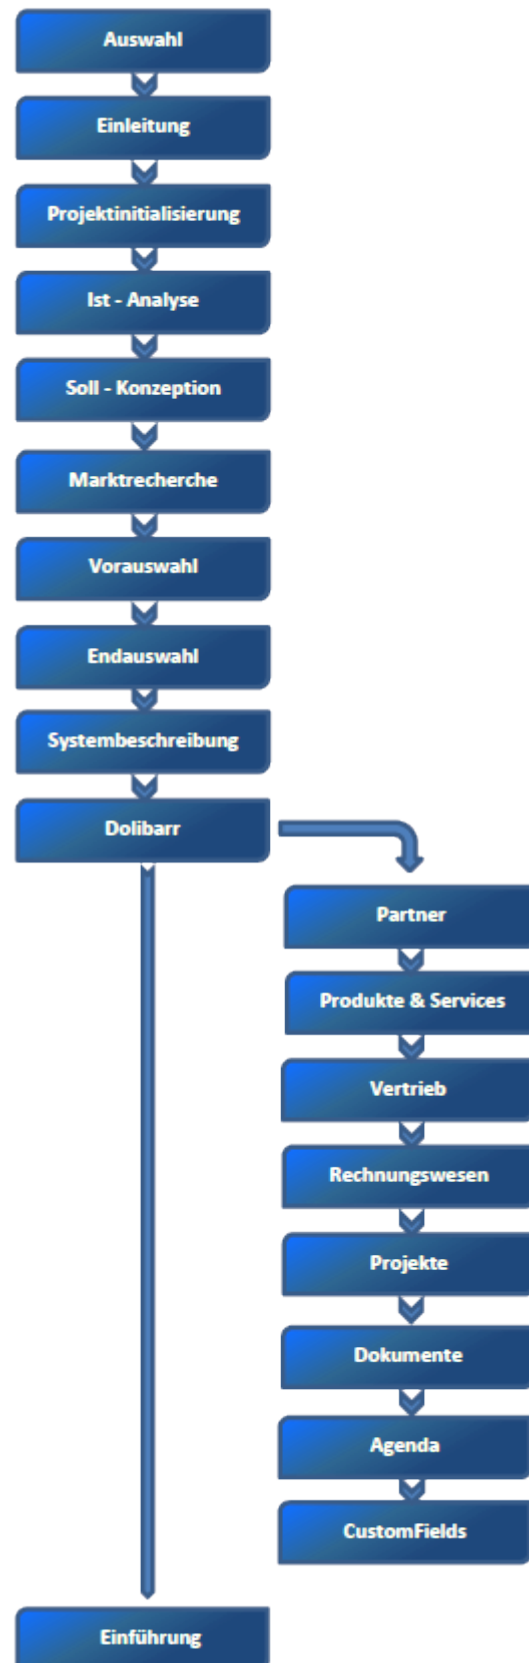 Auswahl
Einleitung
Projektinitialisierung
Ist - Analyse
Soll - Konzeption
Marktrecherche
Vorauswahl
Endauswahl
Systembeschreibung
Dolibarr
Partner
Produkte & Services
Vertrieb
Rechnungswesen
Projekte
Dokumente
Agenda
CustomFields
Einführung